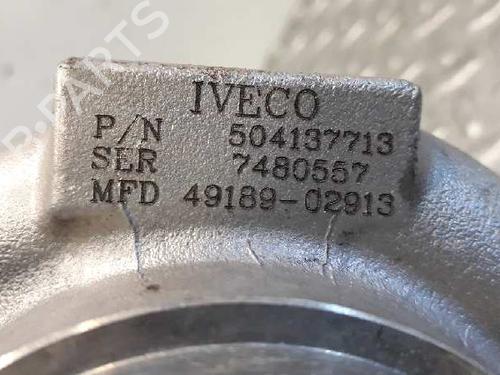 IVECO
P/N 504137713
SER 7480557
MFD 49189-02913